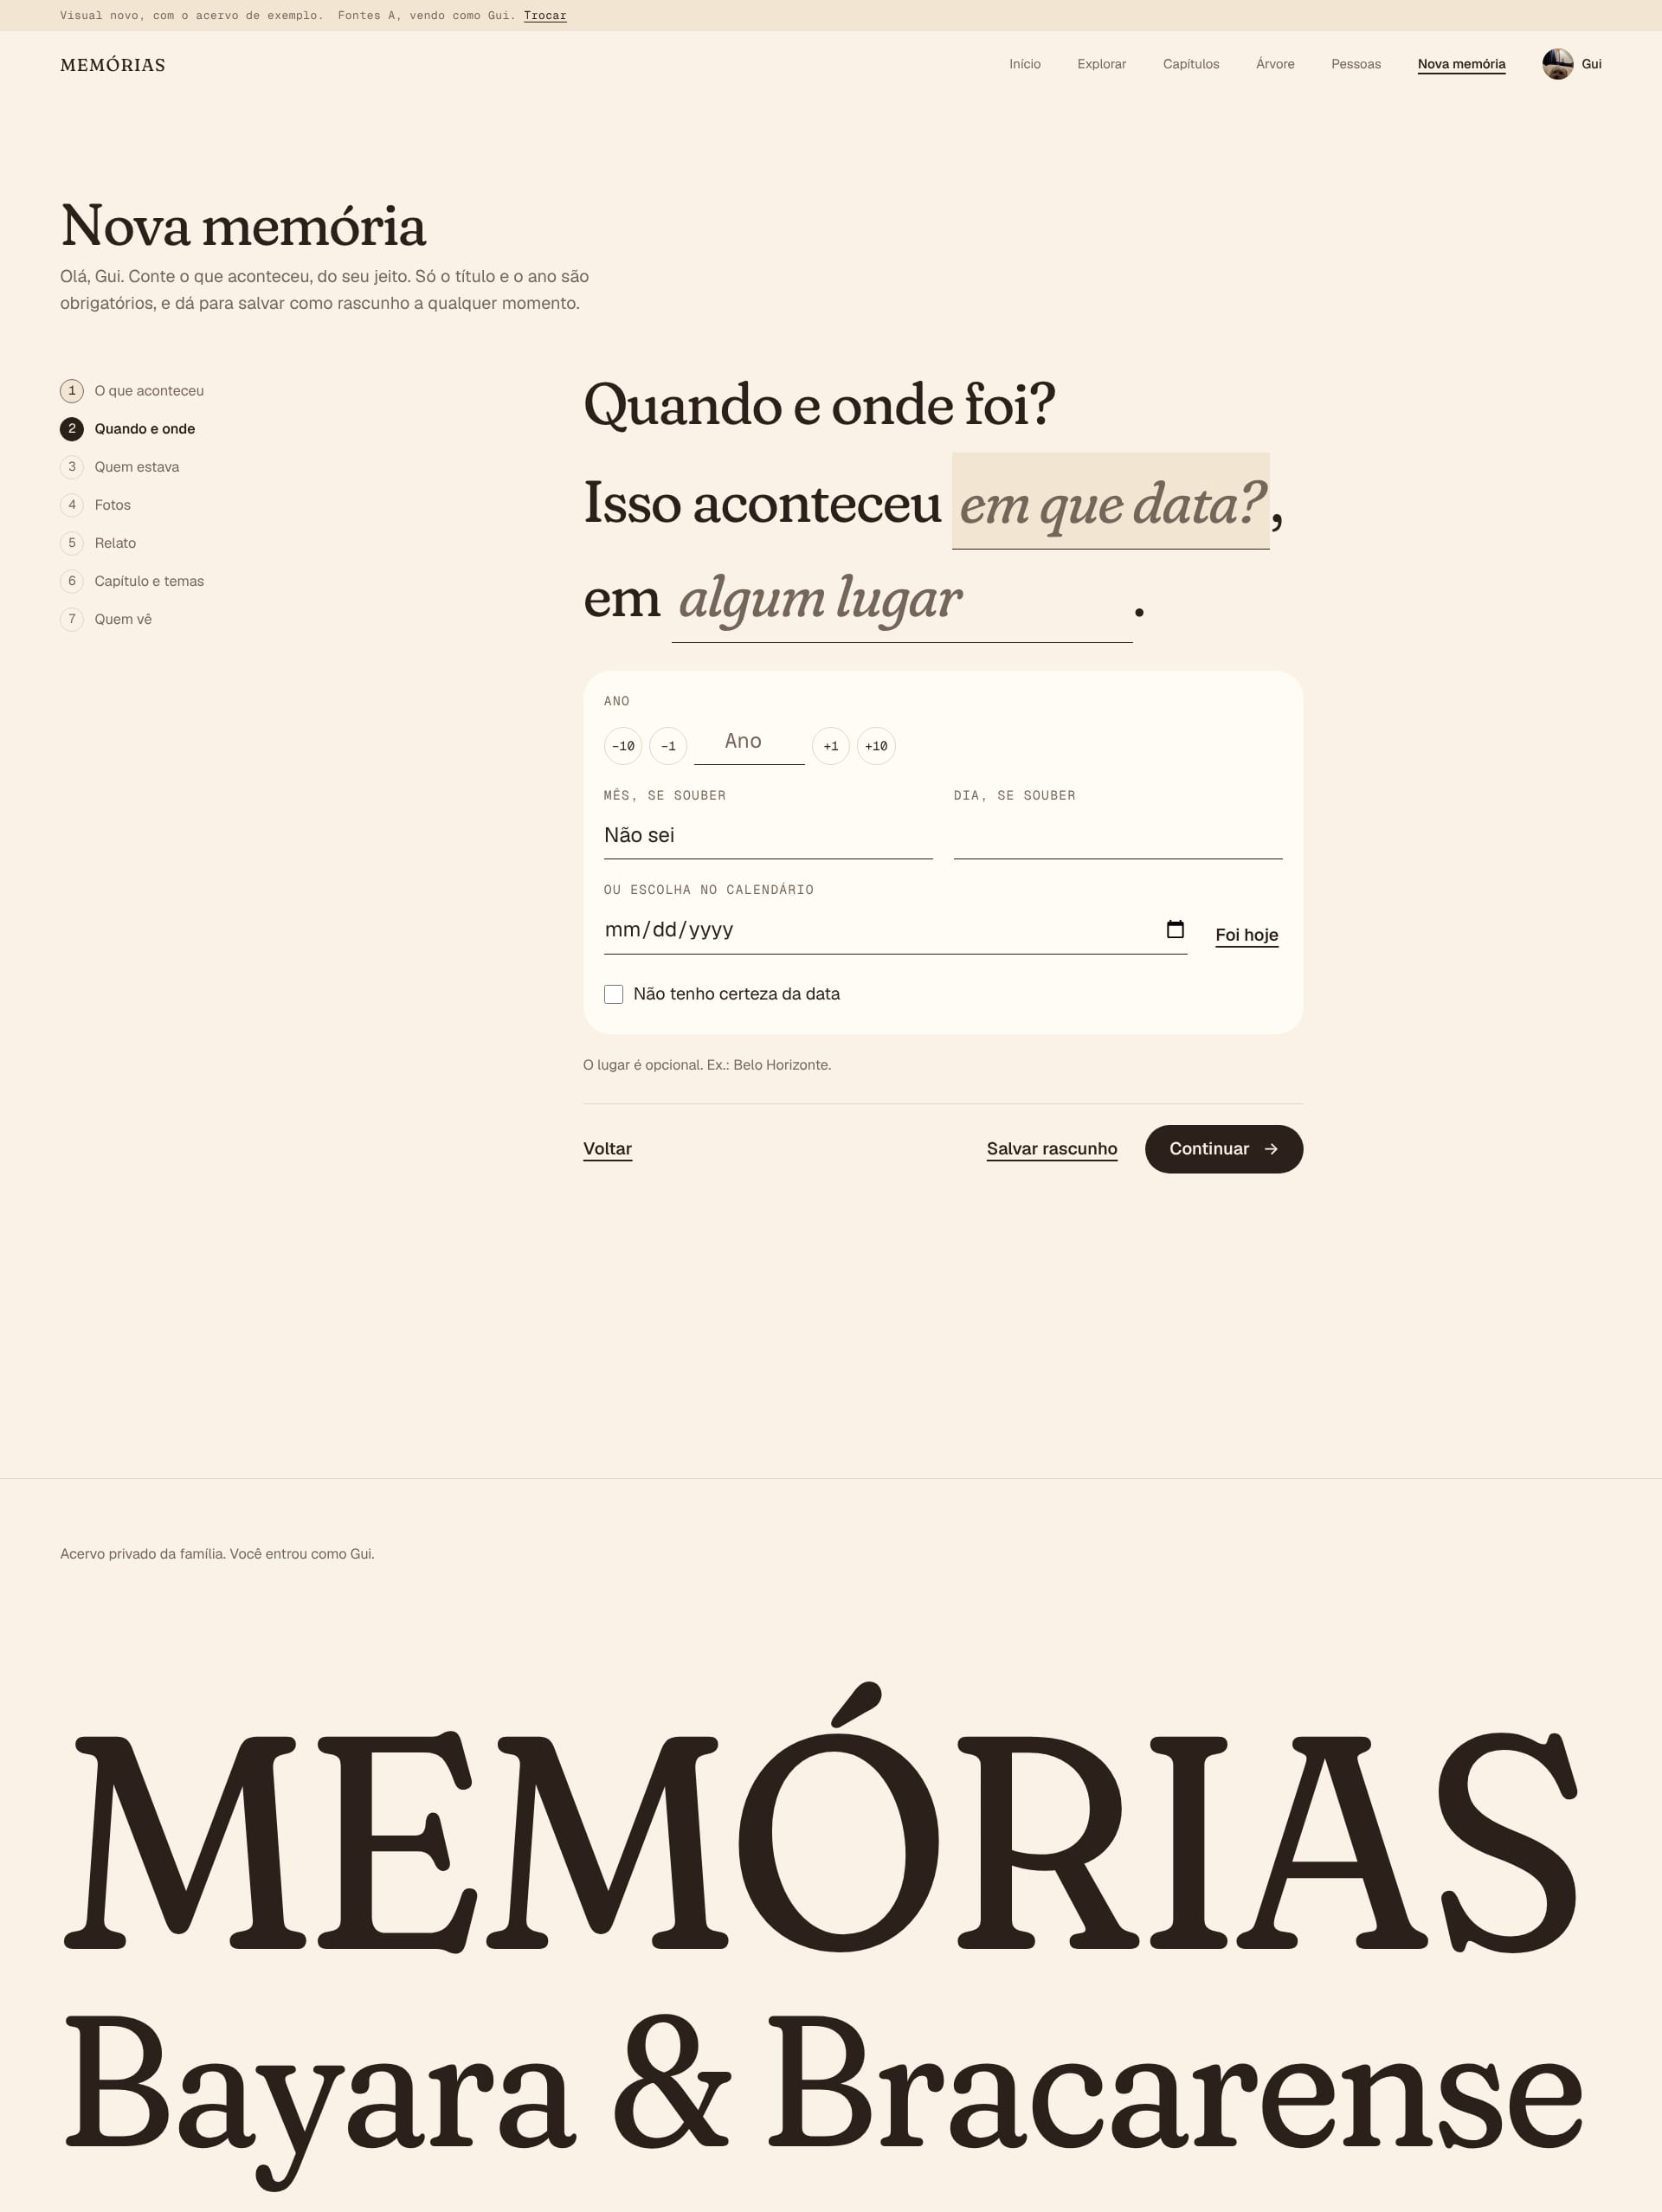 Visual novo, com o acervo de exemplo. Fontes A, vendo como Gui. Trocar
MEMÓRIAS
Início Explorar Capítulos Árvore Pessoas Nova memória Gui
Nova memória
Olá, Gui. Conte o que aconteceu, do seu jeito. Só o título e o ano são
obrigatórios, e dá para salvar como rascunho a qualquer momento.
1 O que aconteceu
2 Quando e onde
3 Quem estava
4 Fotos
5 Relato
6 Capítulo e temas
7 Quem vê
Quando e onde foi?
Isso aconteceu em que data?,
em algum lugar.
ANO
−10 −1 Ano +1 +10
MÊS, SE SOUBER DIA, SE SOUBER
Não sei
OU ESCOLHA NO CALENDÁRIO
mm/dd/yyyy Foi hoje
Não tenho certeza da data
O lugar é opcional. Ex.: Belo Horizonte.
Voltar Salvar rascunho Continuar →
Acervo privado da família. Você entrou como Gui.
MEMÓRIAS
Bayara & Bracarense